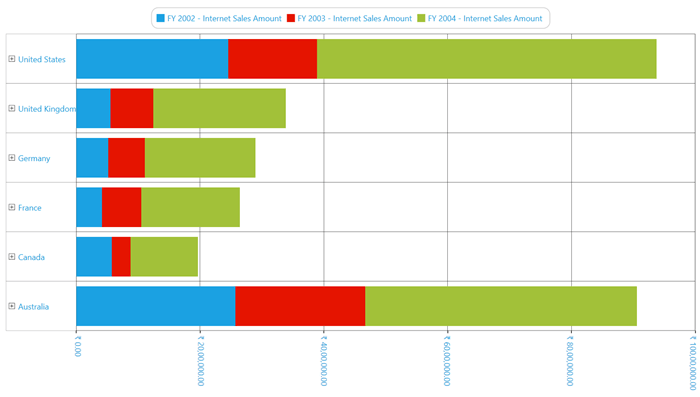 FY 2002 - Internet Sales Amount FY 2003 - Internet Sales Amount FY 2004 - Internet Sales Amount
United States
United Kingdom
Germany
France
Canada
Australia
₹ 0.00
₹ 20,00,000.00
₹ 40,00,000.00
₹ 60,00,000.00
₹ 80,00,000.00
₹ 100,00,000.00